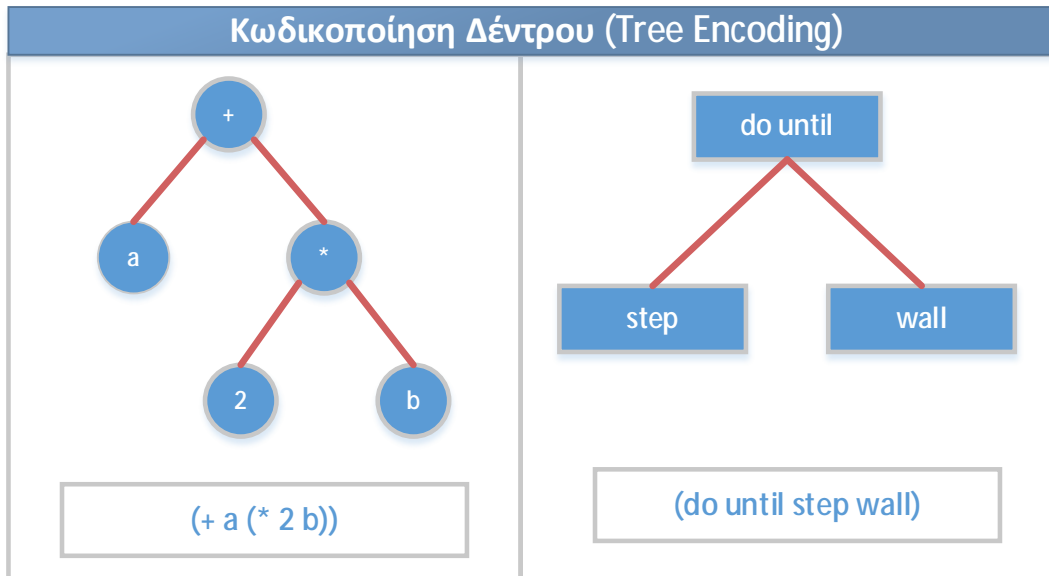 Κωδικοποίηση Δέντρου (Tree Encoding)
+
a
*
2
b
(+ a (* 2 b))
do until
step
wall
(do until step wall)